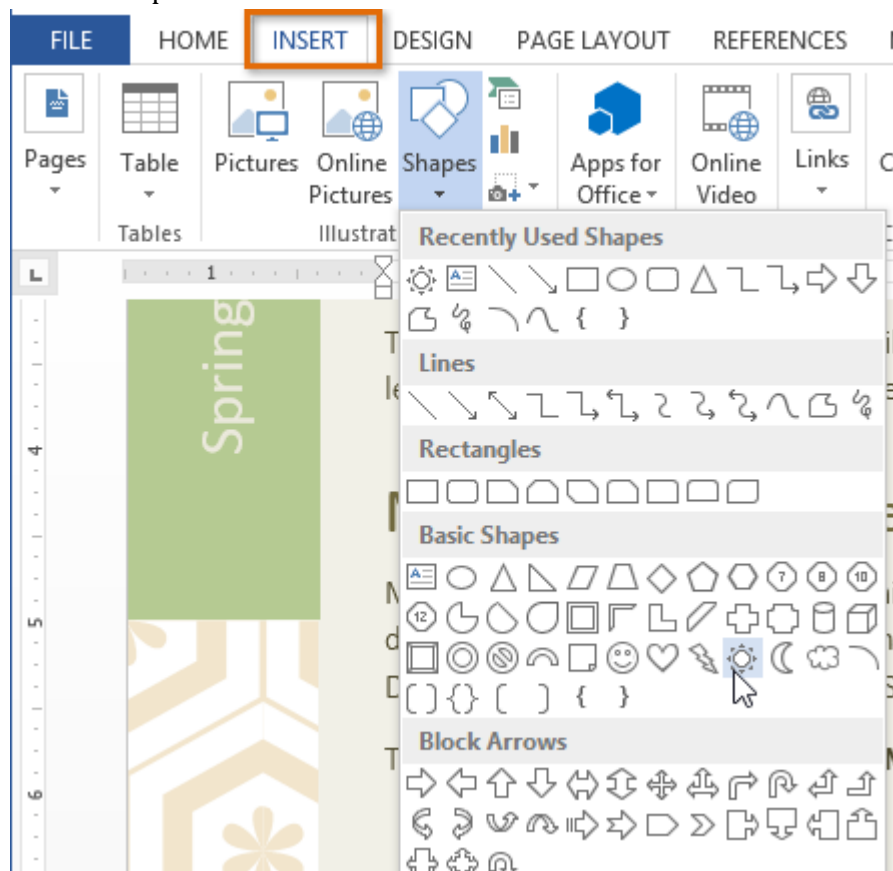 FILE HOME INSERT DESIGN PAGE LAYOUT REFERENCES
Pages Table Pictures Online Pictures Shapes Apps for Office Online Video Links
Tables Illustrat
Recently Used Shapes
1
Spring
Lines
4
Rectangles
Basic Shapes
7 8 10
12
5
Block Arrows
6